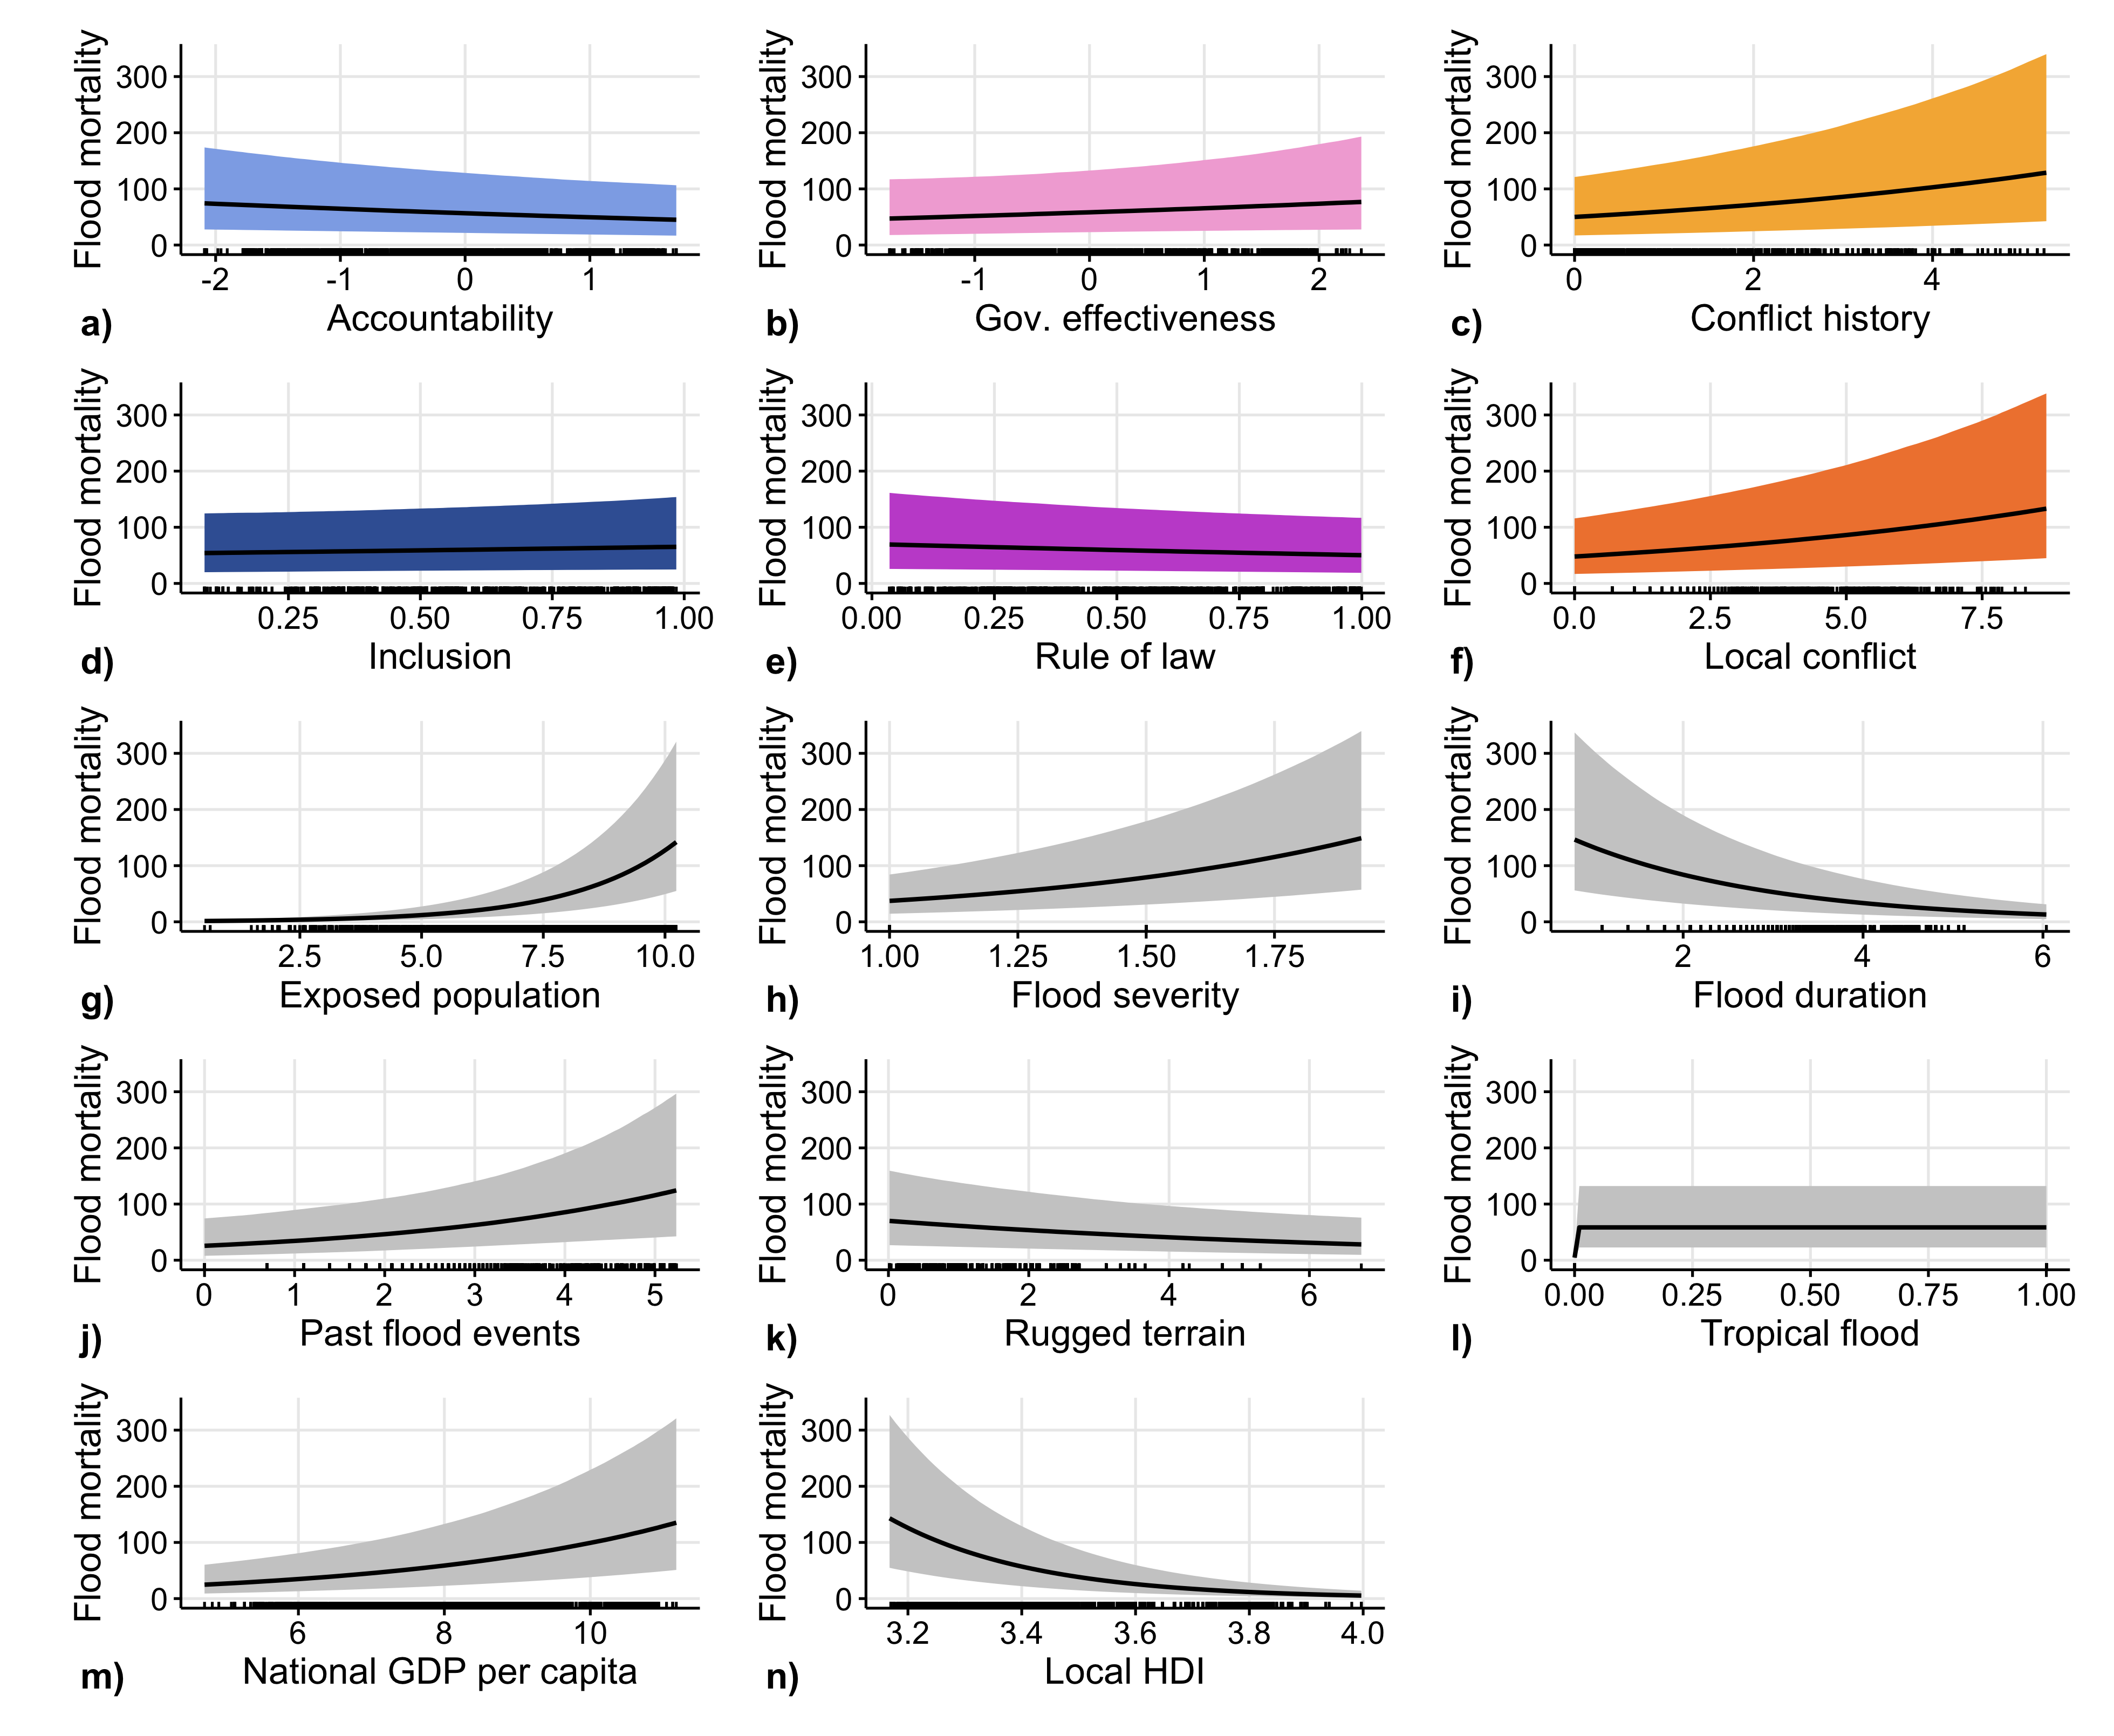 Flood mortality
300
200
100
0
-2 -1 0 1
Accountability
a)
Flood mortality
300
200
100
0
-1 0 1 2
Gov. effectiveness
b)
Flood mortality
300
200
100
0
0 2 4
Conflict history
c)
Flood mortality
300
200
100
0
0.25 0.50 0.75 1.00
Inclusion
d)
Flood mortality
300
200
100
0
0.00 0.25 0.50 0.75 1.00
Rule of law
e)
Flood mortality
300
200
100
0
0.0 2.5 5.0 7.5
Local conflict
f)
Flood mortality
300
200
100
0
2.5 5.0 7.5 10.0
Exposed population
g)
Flood mortality
300
200
100
0
1.00 1.25 1.50 1.75
Flood severity
h)
Flood mortality
300
200
100
0
2 4 6
Flood duration
i)
Flood mortality
300
200
100
0
0 1 2 3 4 5
Past flood events
j)
Flood mortality
300
200
100
0
0 2 4 6
Rugged terrain
k)
Flood mortality
300
200
100
0
0.00 0.25 0.50 0.75 1.00
Tropical flood
l)
Flood mortality
300
200
100
0
6 8 10
National GDP per capita
m)
Flood mortality
300
200
100
0
3.2 3.4 3.6 3.8 4.0
Local HDI
n)